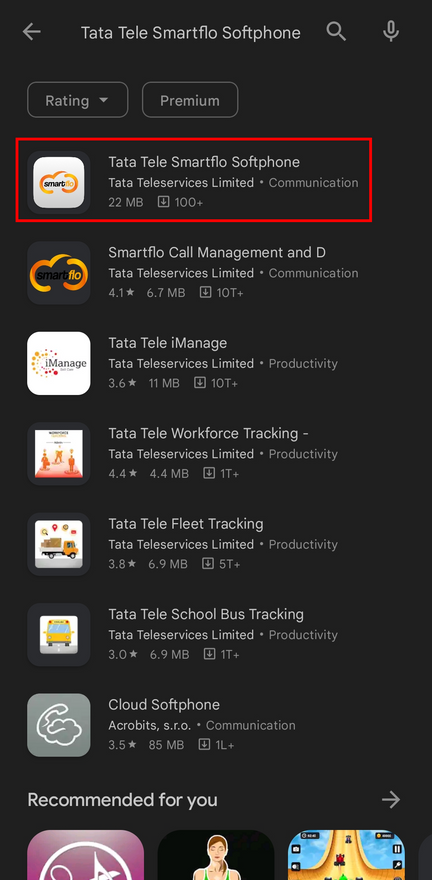 Tata Tele Smartflo Softphone
Rating
Premium
smartflo
Tata Tele Smartflo Softphone
Tata Teleservices Limited • Communication
22 MB 100+
smartflo
Smartflo Call Management and D
Tata Teleservices Limited • Communication
4.1★ 6.7 MB 10T+
iManage
Tata Tele iManage
Tata Teleservices Limited • Productivity
3.6★ 11 MB 10T+
WORKFORCE
Tata Tele Workforce Tracking -
Tata Teleservices Limited • Productivity
4.4★ 4.4 MB 1T+
Tata Tele Fleet Tracking
Tata Teleservices Limited • Productivity
3.8★ 6.9 MB 5T+
Tata Tele School Bus Tracking
Tata Teleservices Limited • Productivity
3.0★ 6.9 MB 1T+
Cloud Softphone
Acrobits, s.r.o. • Communication
3.5★ 85 MB 1L+
Recommended for you